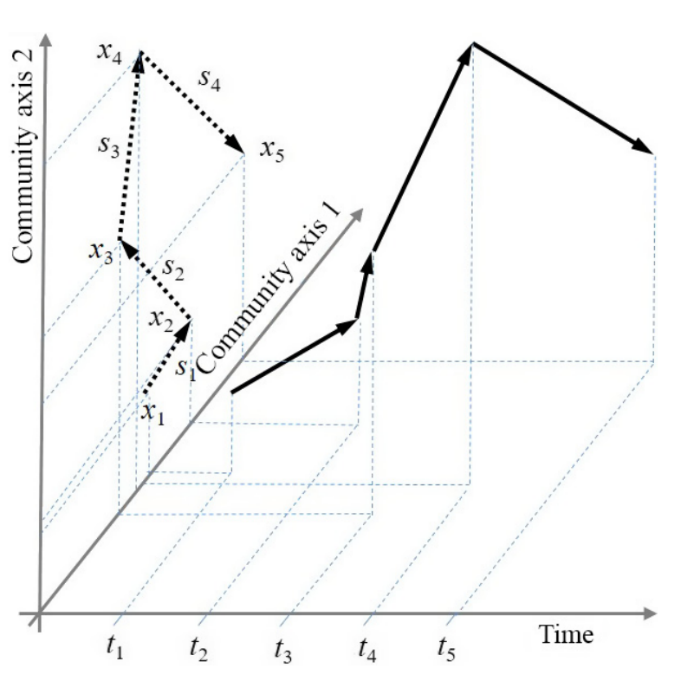 Community axis 2
x4
s4
s3
x5
Community axis 1
x3
s2
x2
s1
x1
Time
t1
t2
t3
t4
t5